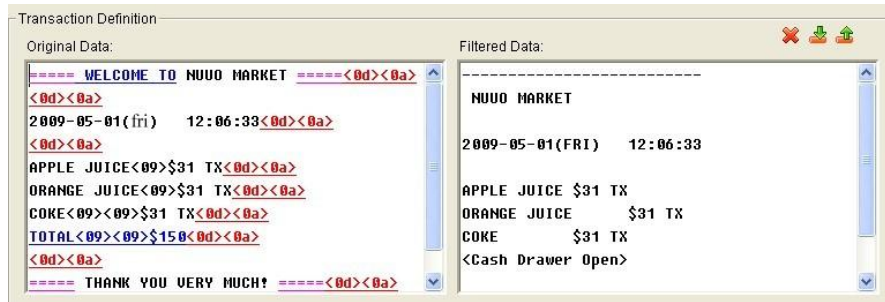 Transaction Definition
Original Data:
===== WELCOME TO NUUO MARKET =====<0d><0a>
<0d><0a>
2009-05-01(fri) 12:06:33<0d><0a>
<0d><0a>
APPLE JUICE<09>$31 TX<0d><0a>
ORANGE JUICE<09>$31 TX<0d><0a>
COKE<09><09>$31 TX<0d><0a>
TOTAL<09><09>$150<0d><0a>
<0d><0a>
===== THANK YOU VERY MUCH! =====<0d><0a>
Filtered Data:
---------------------------
NUUO MARKET
2009-05-01(FRI) 12:06:33
APPLE JUICE $31 TX
ORANGE JUICE $31 TX
COKE $31 TX
<Cash Drawer Open>